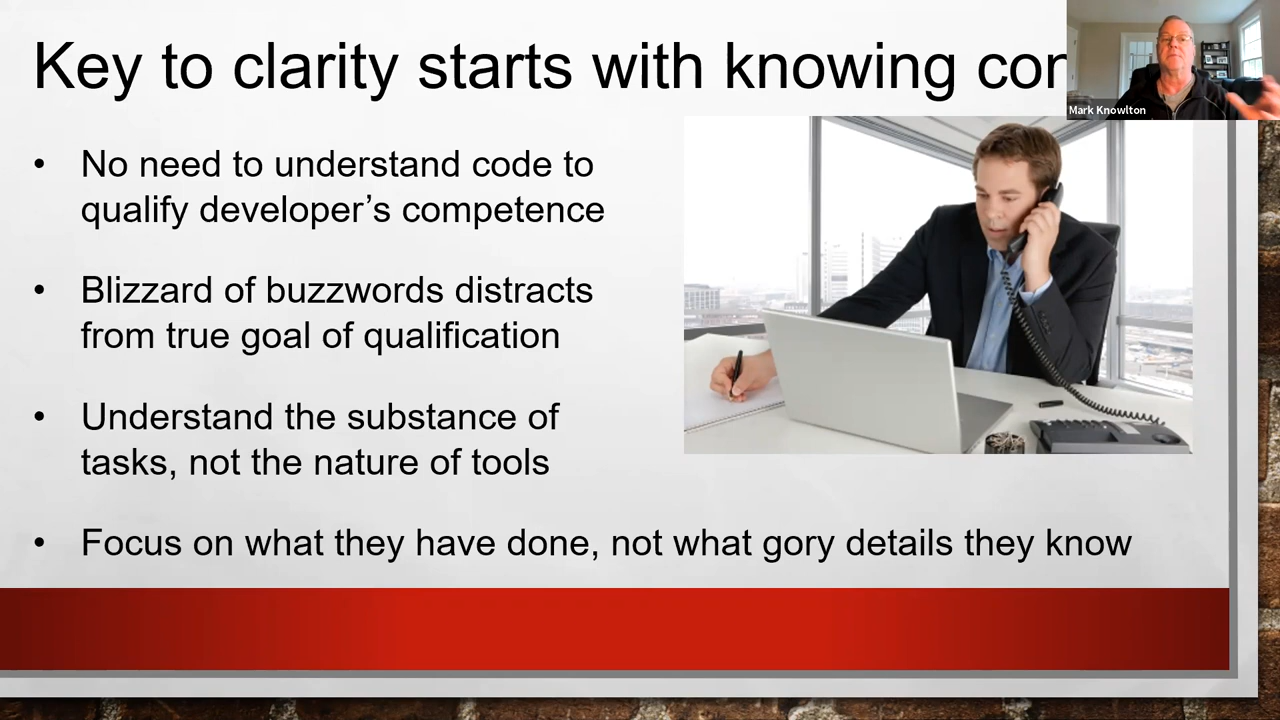 Key to clarity starts with knowing
Mark Knowlton
• No need to understand code to
qualify developer’s competence
• Blizzard of buzzwords distracts
from true goal of qualification
• Understand the substance of
tasks, not the nature of tools
• Focus on what they have done, not what gory details they know